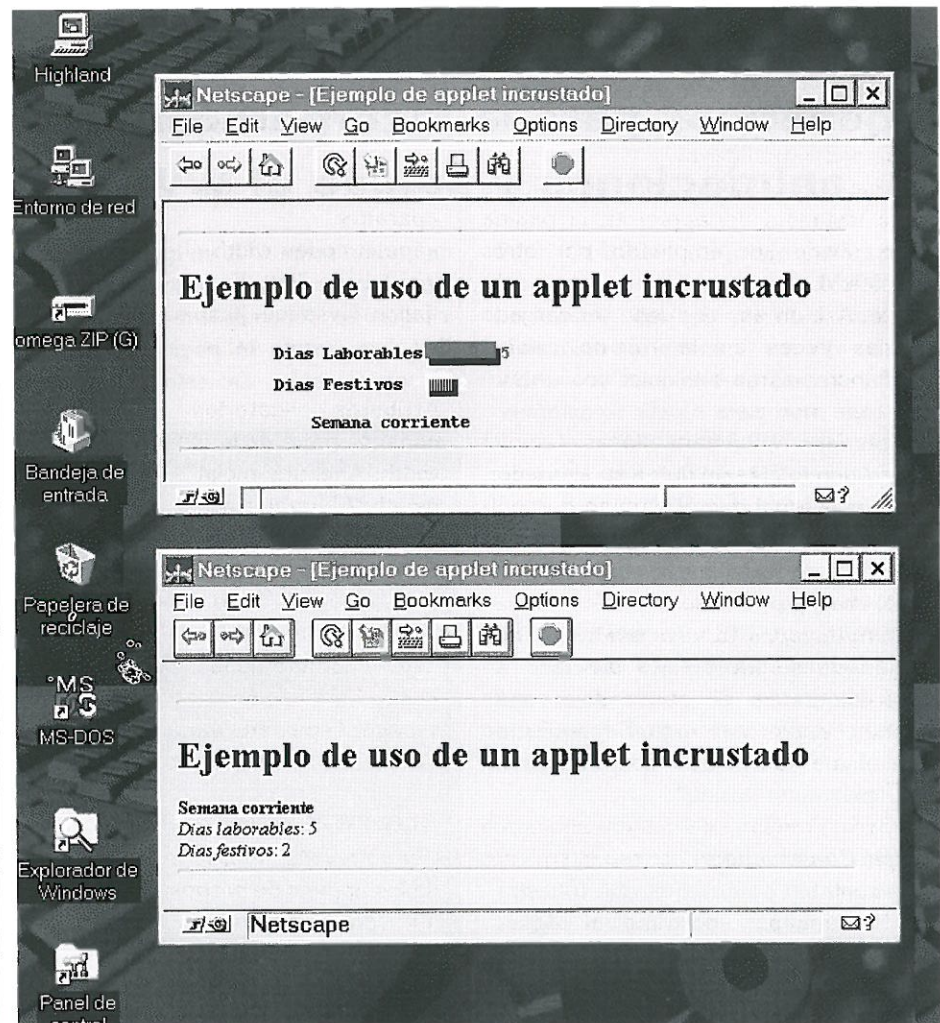 Highland
Entorno de red
omega ZIP (G)
Bandeja de
entrada
Papelera de
reciclaje
MS
MS-DOS
Explorador de
Windows
Panel de
control
Netscape - [Ejemplo de applet incrustado]
File Edit View Go Bookmarks Options Directory Window Help
Ejemplo de uso de un applet incrustado
Dias Laborables 5
Dias Festivos
Semana corriente
?
Netscape - [Ejemplo de applet incrustado]
File Edit View Go Bookmarks Options Directory Window Help
Ejemplo de uso de un applet incrustado
Semana corriente
Dias laborables: 5
Dias festivos: 2
Netscape
?